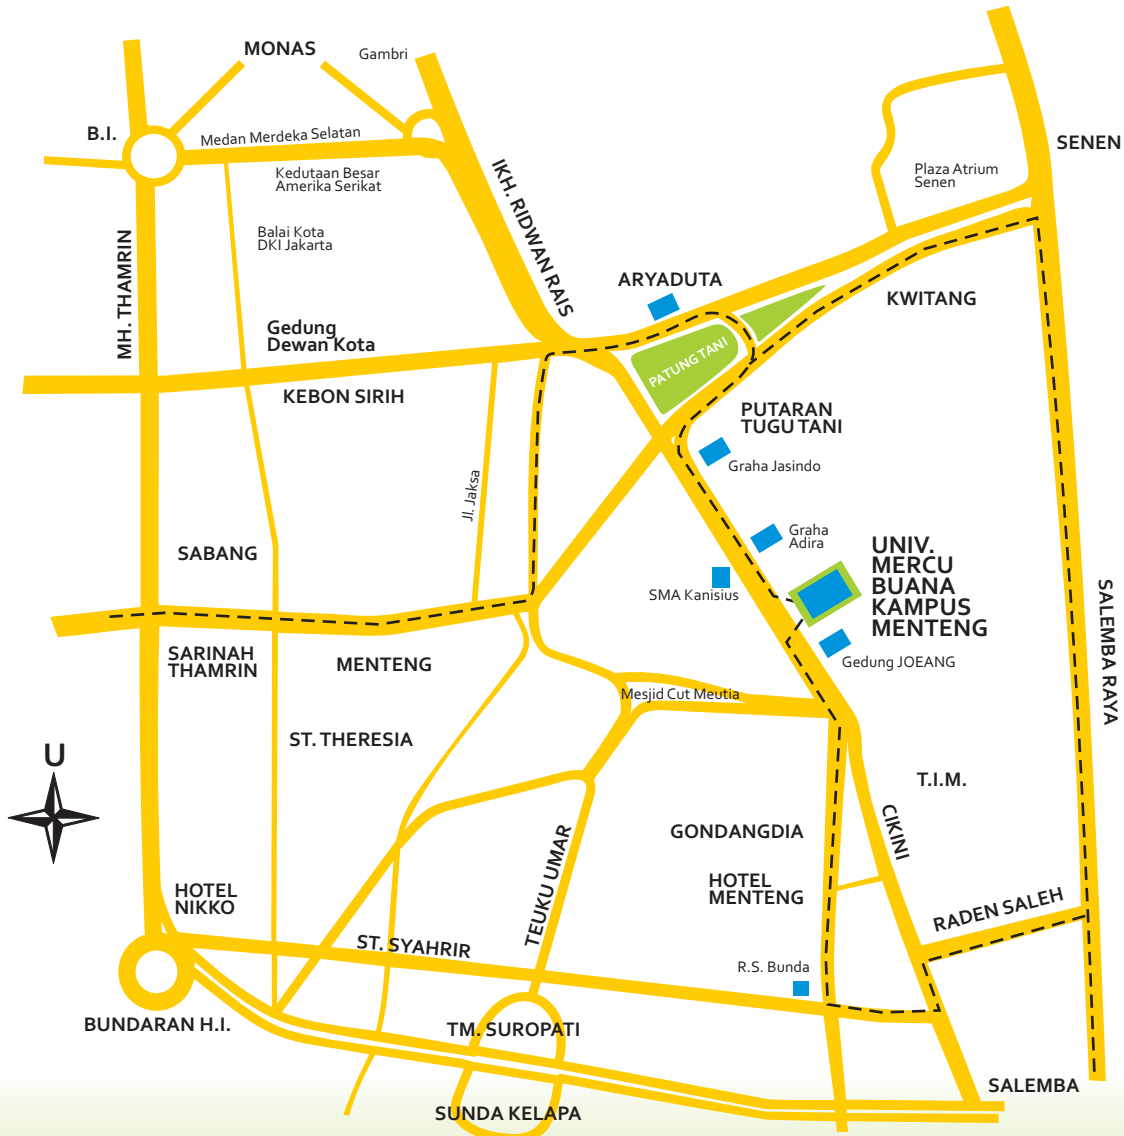 MONAS
Gambri
B.I.
Medan Merdeka Selatan
SENEN
Kedutaan Besar
Amerika Serikat
Plaza Atrium
Senen
IKH. RIDWAN RAIS
Balai Kota
DKI Jakarta
MH. THAMRIN
ARYADUTA
KWITANG
Gedung
Dewan Kota
PATUNG TANI
KEBON SIRIH
PUTARAN
TUGU TANI
Graha Jasindo
Jl. Jaksa
Graha
Adira
SABANG
UNIV.
MERCU
BUANA
KAMPUS
MENTENG
SMA Kanisius
SALEMBA RAYA
SARINAH
THAMRIN
MENTENG
Gedung JOEANG
Mesjid Cut Meutia
ST. THERESIA
U
T.I.M.
CIKINI
GONDANGDIA
TEUKU UMAR
HOTEL
MENTENG
HOTEL
NIKKO
RADEN SALEH
ST. SYAHRIR
R.S. Bunda
BUNDARAN H.I.
TM. SUROPATI
SALEMBA
SUNDA KELAPA